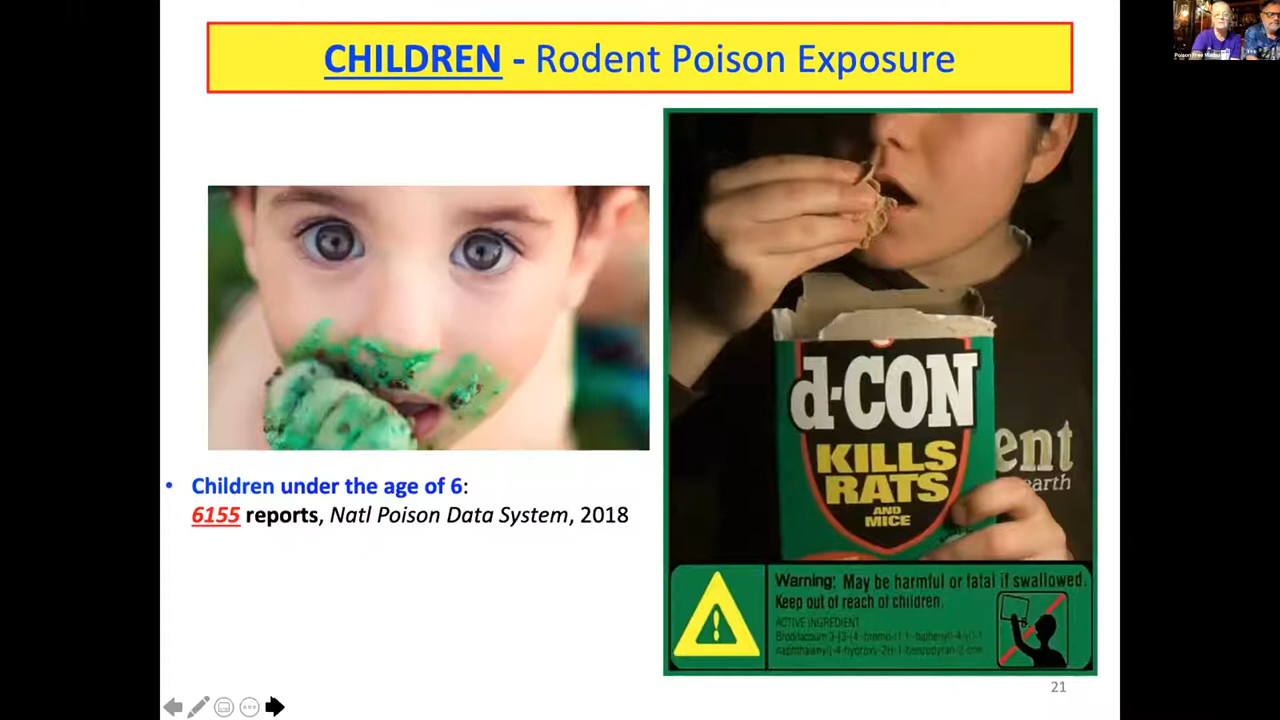 CHILDREN - Rodent Poison Exposure
• Children under the age of 6:
6155 reports, Natl Poison Data System, 2018
d-CON
KILLS
RATS
AND
MICE
ent
earth
Warning: May be harmful or fatal if swallowed.
Keep out of reach of children.
ACTIVE INGREDIENT
21